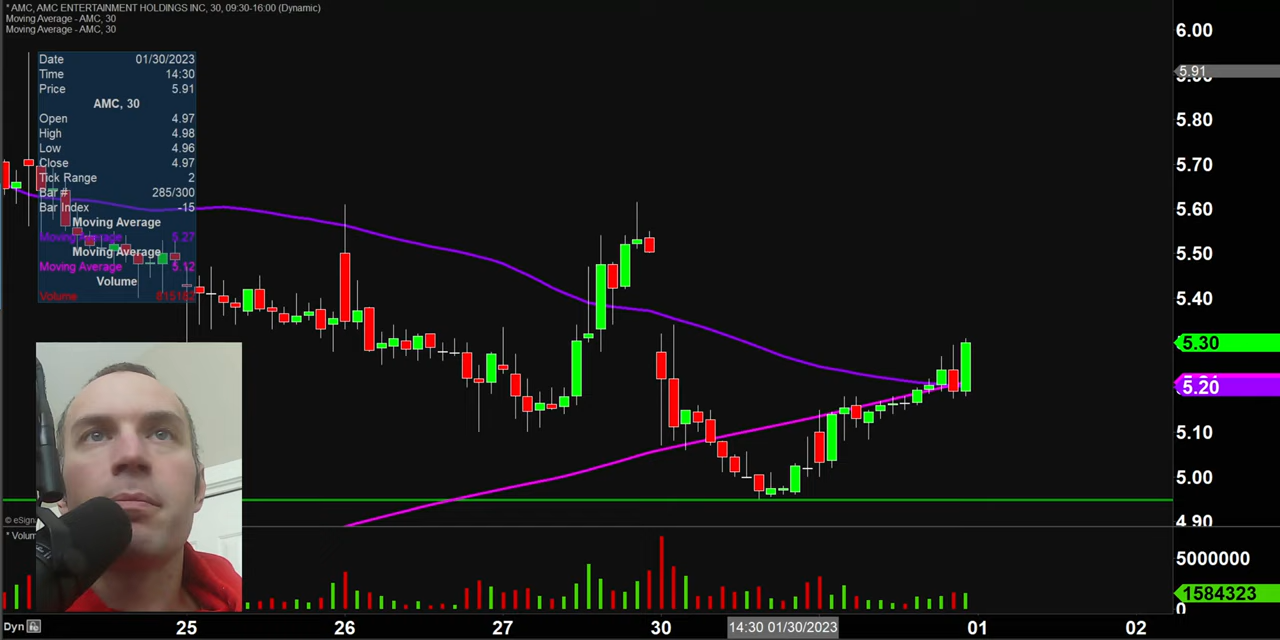 * AMC, AMC ENTERTAINMENT HOLDINGS INC, 30, 09:30-16:00 (Dynamic)
Moving Average - AMC, 30
Moving Average - AMC, 30
Date 01/30/2023
Time 14:30
Price 5.91
AMC, 30
Open 4.97
High 4.98
Low 4.96
Close 4.97
Tick Range 2
Bar # 285/300
Bar Index -15
Moving Average
Moving Average 5.27
Moving Average
Moving Average 5.12
Volume
Volume
6.00
5.91
5.80
5.70
5.60
5.50
5.40
5.30
5.20
5.10
5.00
4.90
© eSign
* Volum
5000000
1584323
0
Dyn 25 26 27 30 14:30 01/30/2023 01 02